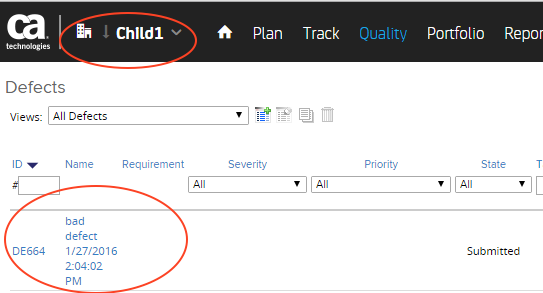 ca
technologies
Child1
Plan Track Quality Portfolio Repor
Defects
Views: All Defects
ID Name Requirement Severity Priority State T
# All All All
bad
defect
DE664 1/27/2016 Submitted
2:04:02
PM